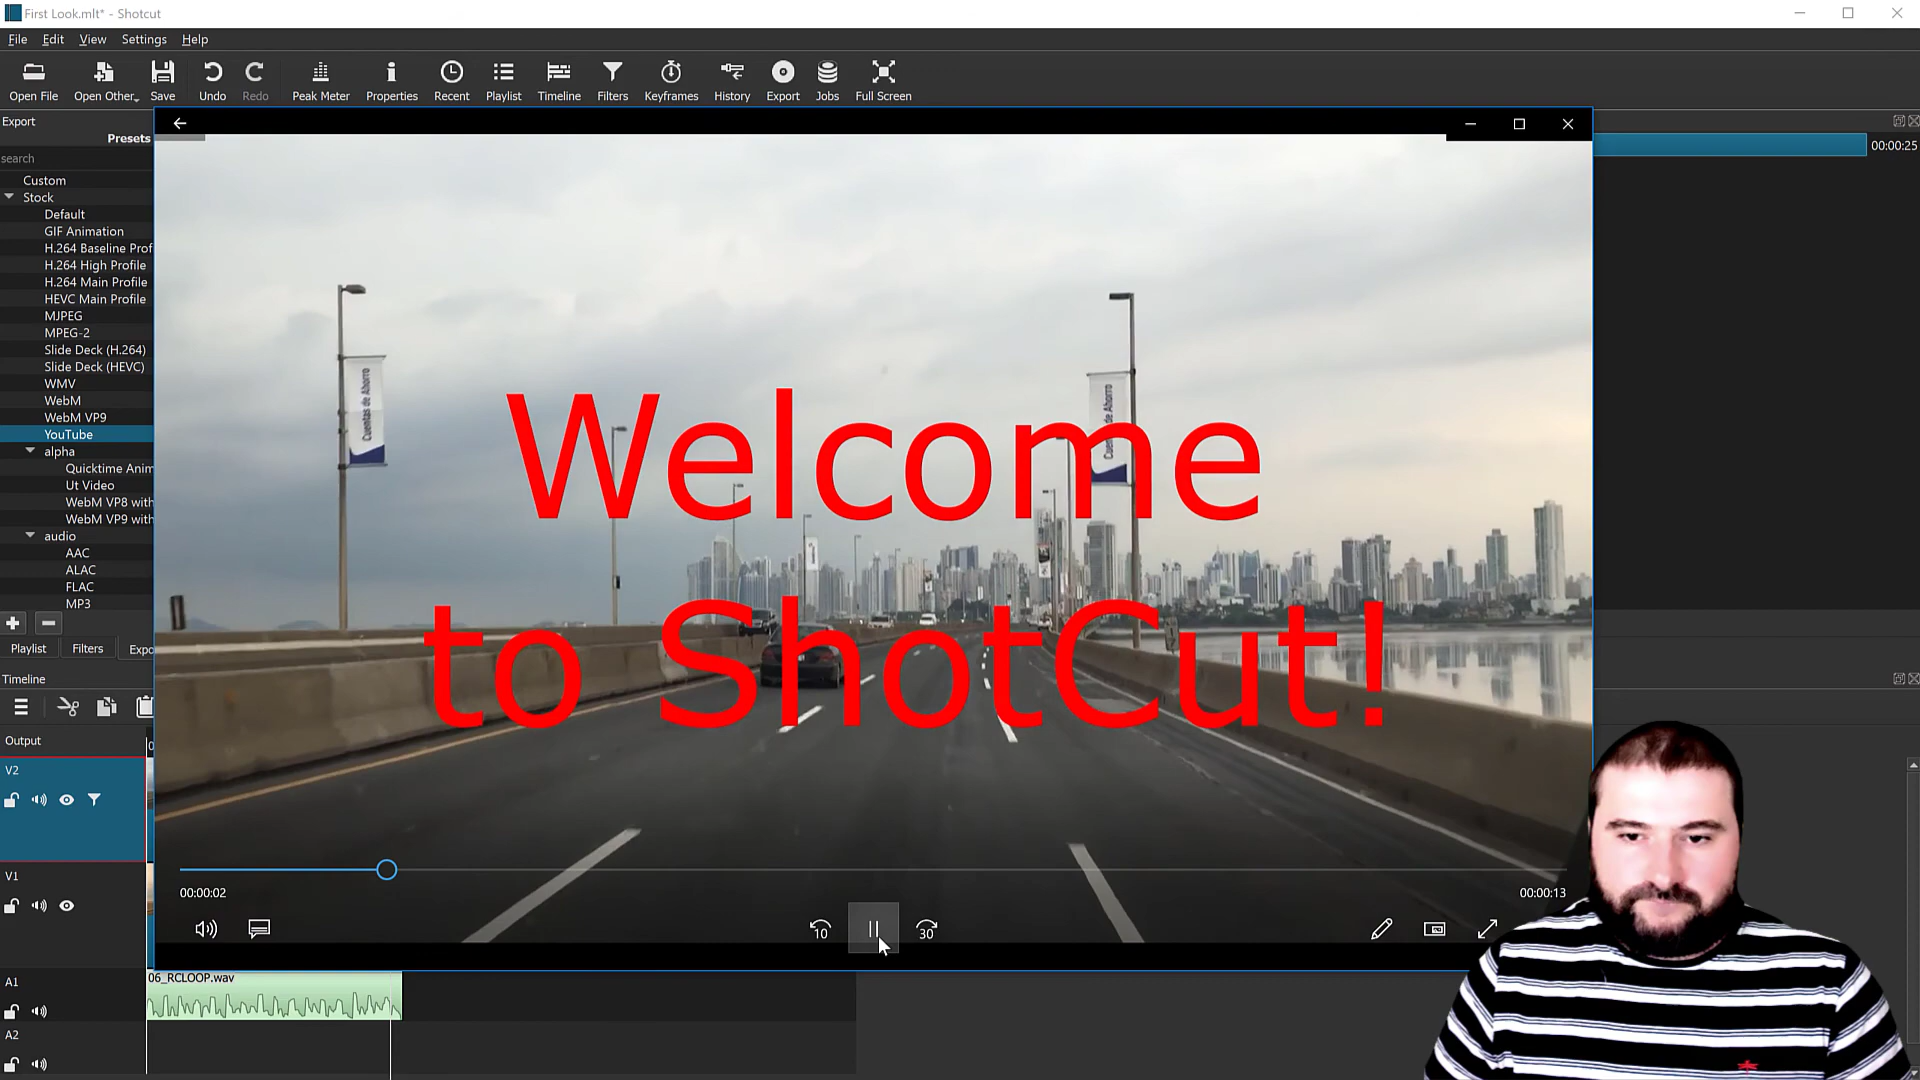 First Look.mlt* - Shotcut
File Edit View Settings Help
Open File Open Other.. Save Undo Redo Peak Meter Properties Recent Playlist Timeline Filters Keyframes History Export Jobs Full Screen
Export
Presets
search
Custom
Stock
Default
GIF Animation
H.264 Baseline Prof
H.264 High Profile
H.264 Main Profile
HEVC Main Profile
MJPEG
MPEG-2
Slide Deck (H.264)
Slide Deck (HEVC)
WMV
WebM
WebM VP9
YouTube
alpha
Quicktime Anim
Ut Video
WebM VP8 with
WebM VP9 with
audio
AAC
ALAC
FLAC
MP3
Playlist Filters Expo
00:00:25
Cuentas de Ahorro
de Ahorro
Welcome
to ShotCut!
00:00:02
00:00:13
10
30
Timeline
Output
V2
V1
A1
06_RCLOOP.wav
A2